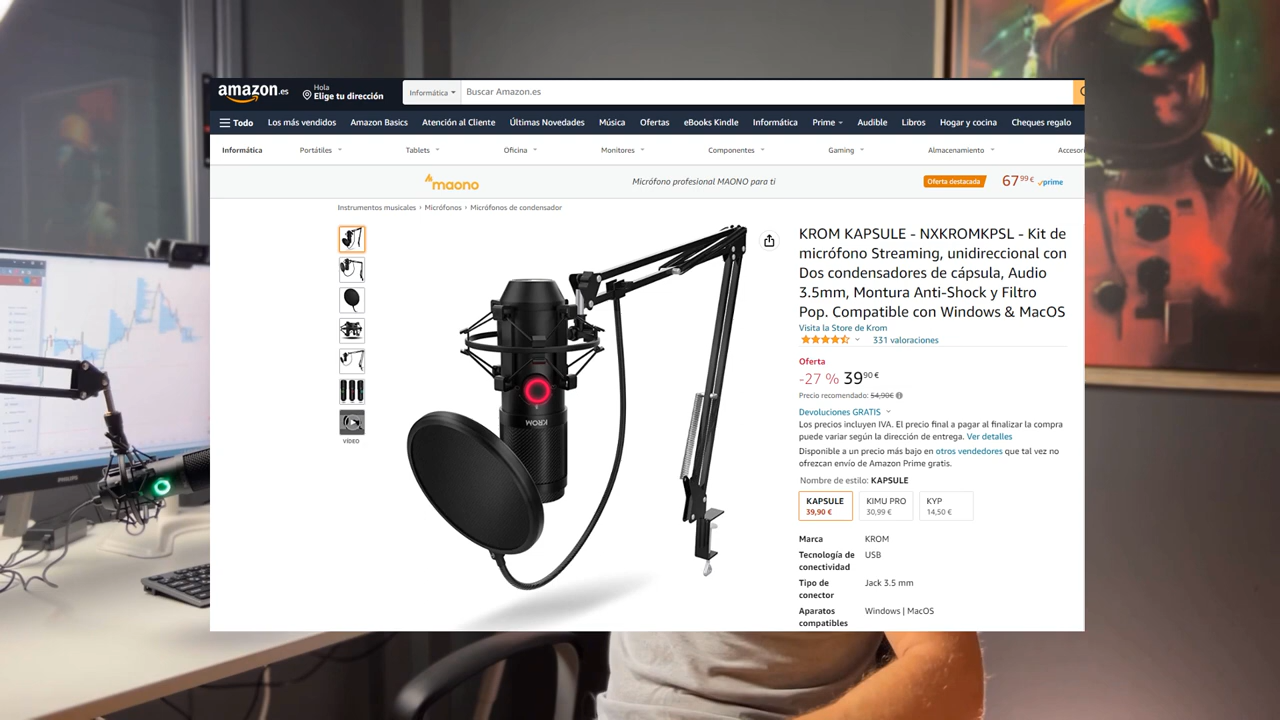 amazon.es
Hola
Elige tu dirección
Informática
Buscar Amazon.es
Todo Los más vendidos Amazon Basics Atención al Cliente Últimas Novedades Música Ofertas eBooks Kindle Informática Prime Audible Libros Hogar y cocina Cheques regalo
Informática Portátiles Tablets Oficina Monitores Componentes Gaming Almacenamiento Accesor
maono Micrófono profesional MAONO para ti Oferta destacada 67,99 € prime
Instrumentos musicales › Micrófonos › Micrófonos de condensador
VÍDEO
KROM
KROM KAPSULE - NXKROMKPSL - Kit de
micrófono Streaming, unidireccional con
Dos condensadores de cápsula, Audio
3.5mm, Montura Anti-Shock y Filtro
Pop. Compatible con Windows & MacOS
Visita la Store de Krom
331 valoraciones
Oferta
-27 % 39,90 €
Precio recomendado: 54,90€
Devoluciones GRATIS
Los precios incluyen IVA. El precio final a pagar al finalizar la compra
puede variar según la dirección de entrega. Ver detalles
Disponible a un precio más bajo en otros vendedores que tal vez no
ofrezcan envío de Amazon Prime gratis.
Nombre de estilo: KAPSULE
KAPSULE KIMU PRO KYP
39,90 € 30,99 € 14,50 €
Marca KROM
Tecnología de USB
conectividad
Tipo de Jack 3.5 mm
conector
Aparatos Windows | MacOS
compatibles
PHILIPS